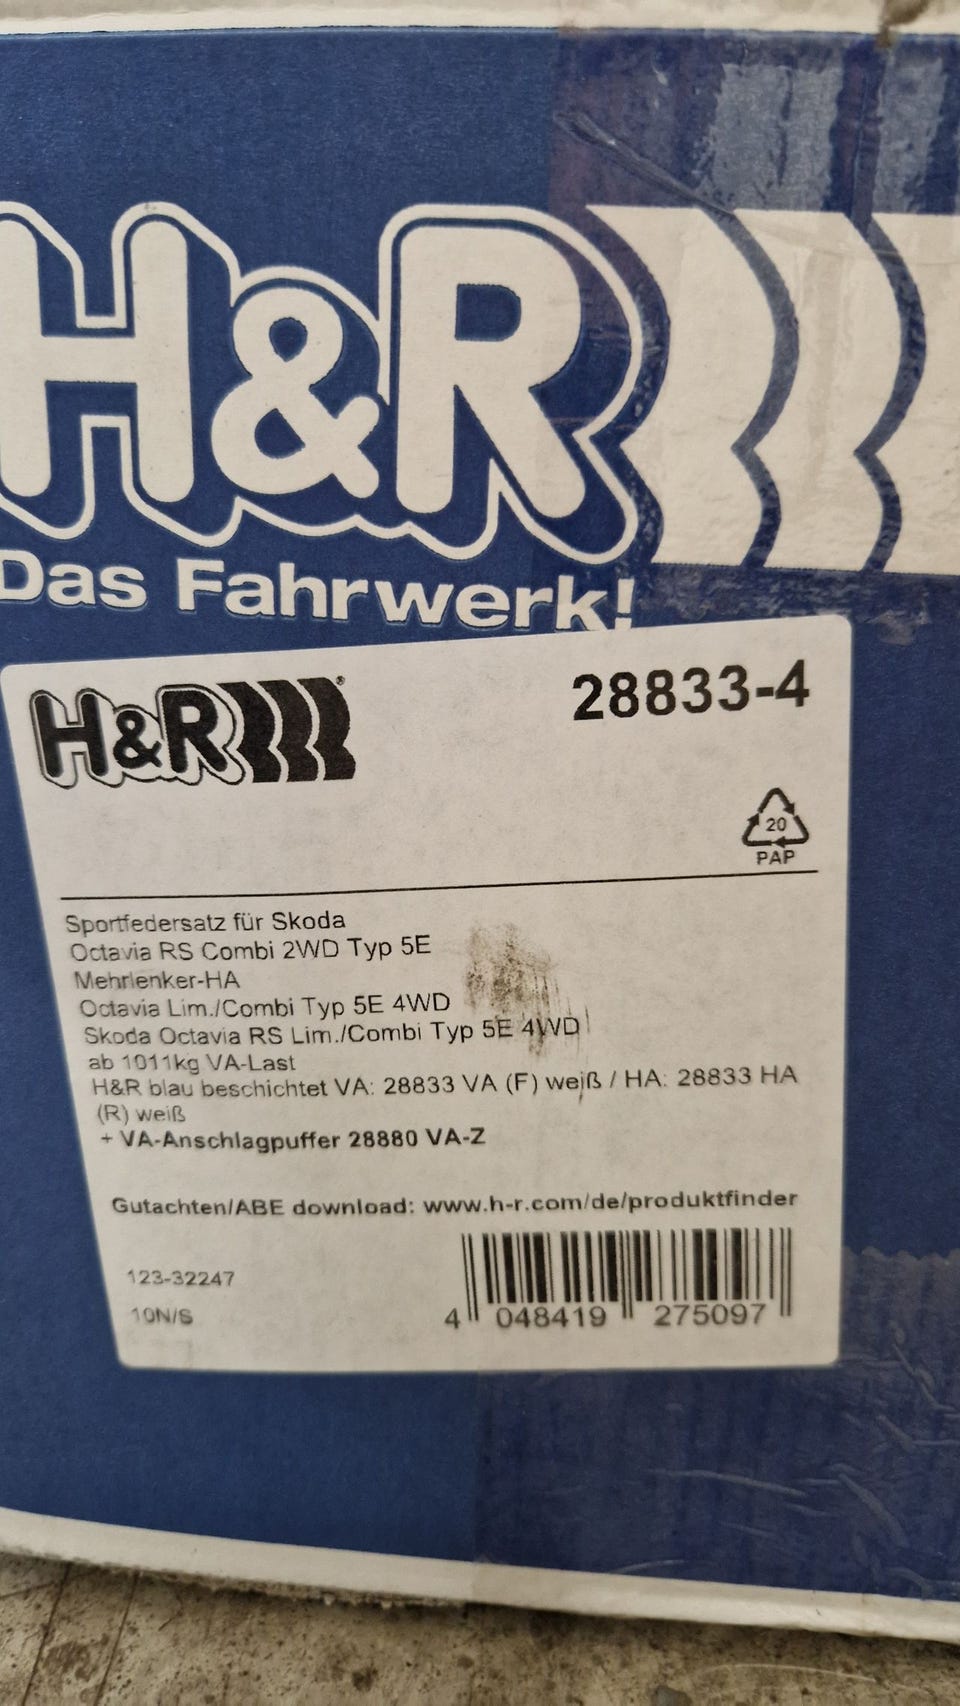 H&R
Das Fahrwerk!
H&R®
28833-4
20
PAP
Sportfedersatz für Skoda
Octavia RS Combi 2WD Typ 5E
Mehrlenker-HA
Octavia Lim./Combi Typ 5E 4WD
Skoda Octavia RS Lim./Combi Typ 5E 4WD
ab 1011kg VA-Last
H&R blau beschichtet VA: 28833 VA (F) weiß / HA: 28833 HA
(R) weiß
+ VA-Anschlagpuffer 28880 VA-Z
Gutachten/ABE download: www.h-r.com/de/produktfinder
123-32247
10N/S
4 048419 275097